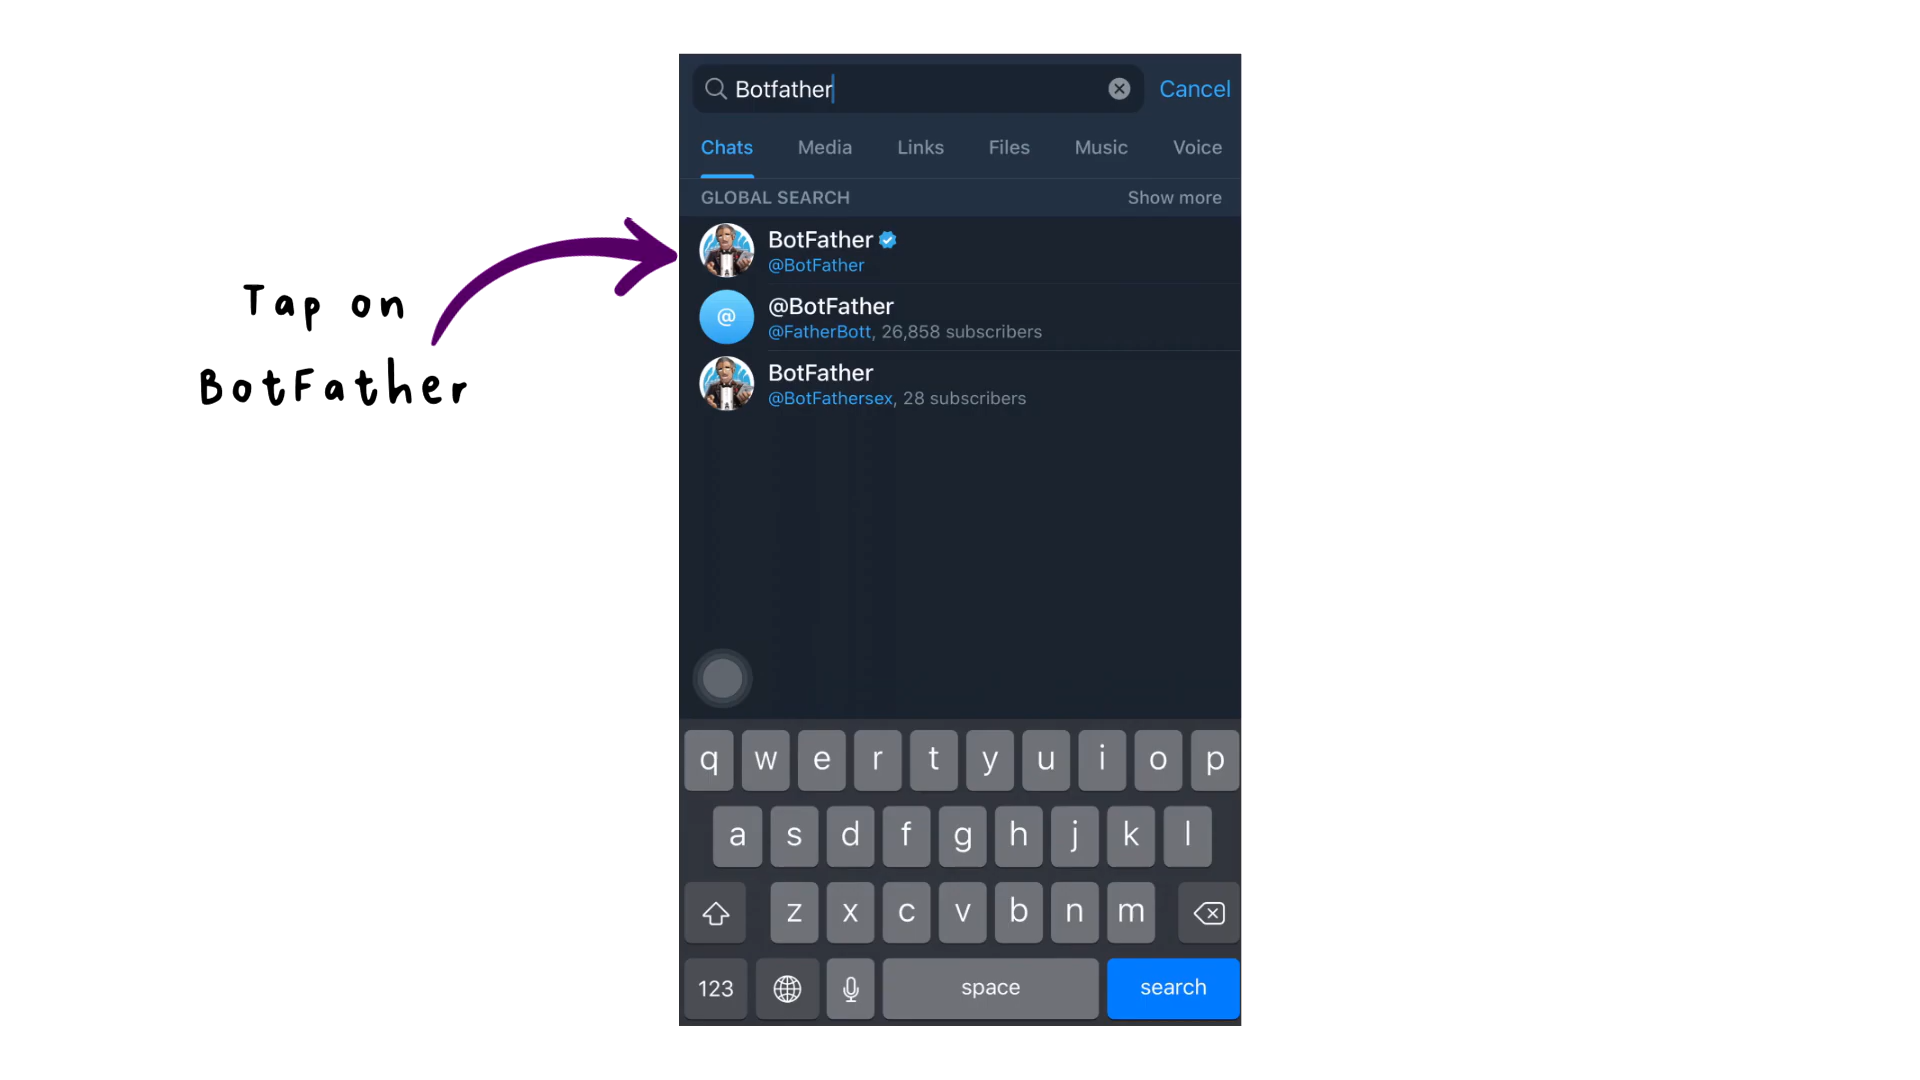 Botfather
Cancel
Chats Media Links Files Music Voice
GLOBAL SEARCH Show more
BotFather
@BotFather
@
@BotFather
@FatherBott, 26,858 subscribers
BotFather
@BotFathersex, 28 subscribers
Tap on
BotFather
q w e r t y u i o p
a s d f g h j k l
z x c v b n m
123 space search